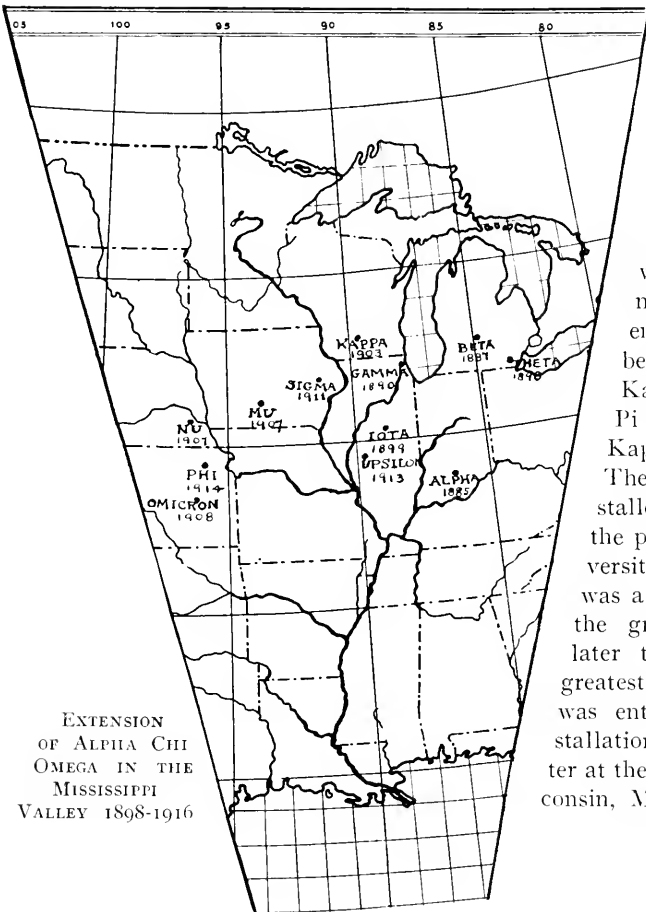 05 100 95 90 85 80
KAPPA
1903
BETA
1887
THETA
1898
GAMMA
1890
SIGMA
1911
MU
1907
NU
1907
IOTA
1899
UPSILON
1913
ALPHA
1885
PHI
1914
OMICRON
1908
EXTENSION
OF ALPHA CHI
OMEGA IN THE
MISSISSIPPI
VALLEY 1898-1916
en
be
Ka
Pi
Kap
The
stalle
the p
versit
was a
the gr
later t
greatest
was ent
stallation
ter at the
consin, M